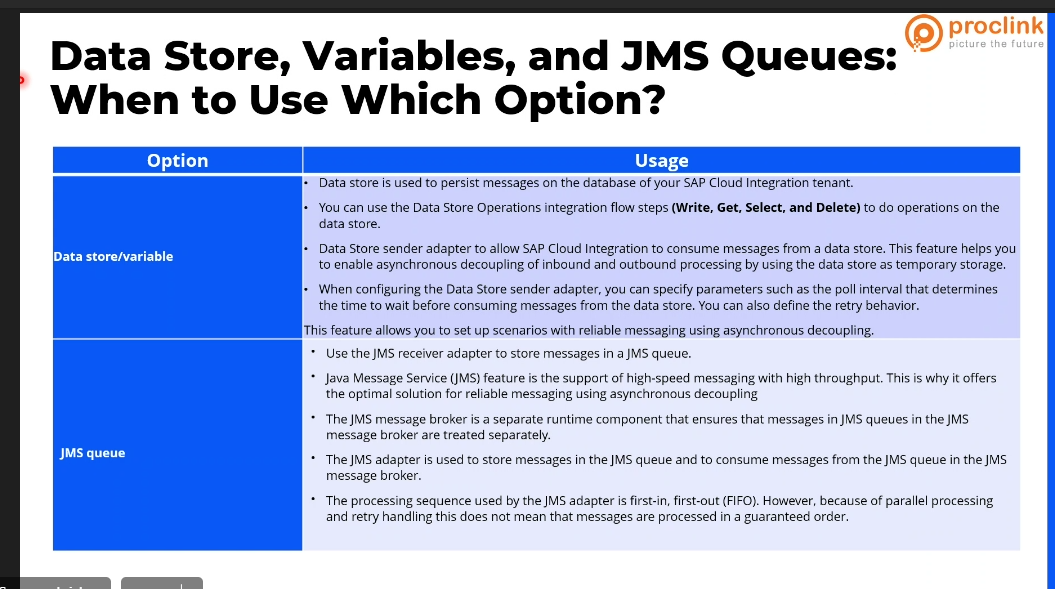 proclink
picture the future
Data Store, Variables, and JMS Queues:
When to Use Which Option?
Option
Usage
Data store/variable
• Data store is used to persist messages on the database of your SAP Cloud Integration tenant.
• You can use the Data Store Operations integration flow steps (Write, Get, Select, and Delete) to do operations on the
data store.
• Data Store sender adapter to allow SAP Cloud Integration to consume messages from a data store. This feature helps you
to enable asynchronous decoupling of inbound and outbound processing by using the data store as temporary storage.
• When configuring the Data Store sender adapter, you can specify parameters such as the poll interval that determines
the time to wait before consuming messages from the data store. You can also define the retry behavior.
This feature allows you to set up scenarios with reliable messaging using asynchronous decoupling.
JMS queue
• Use the JMS receiver adapter to store messages in a JMS queue.
• Java Message Service (JMS) feature is the support of high-speed messaging with high throughput. This is why it offers
the optimal solution for reliable messaging using asynchronous decoupling
• The JMS message broker is a separate runtime component that ensures that messages in JMS queues in the JMS
message broker are treated separately.
• The JMS adapter is used to store messages in the JMS queue and to consume messages from the JMS queue in the JMS
message broker.
• The processing sequence used by the JMS adapter is first-in, first-out (FIFO). However, because of parallel processing
and retry handling this does not mean that messages are processed in a guaranteed order.